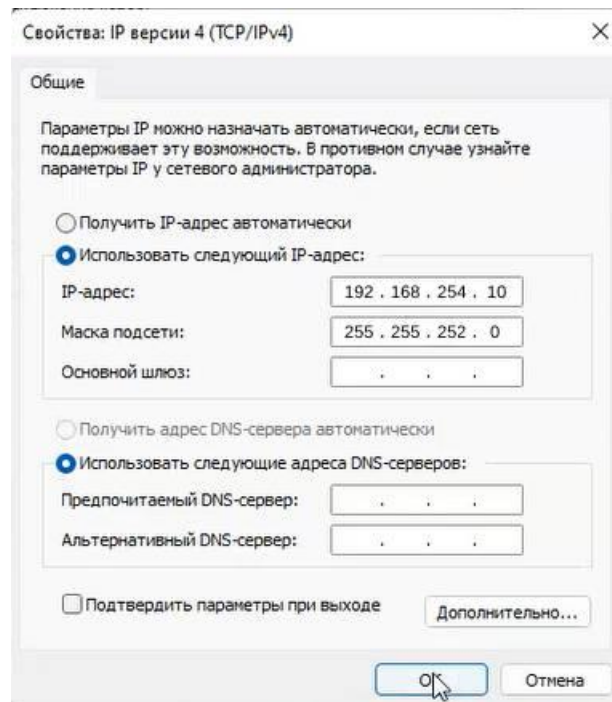 Свойства: IP версии 4 (TCP/IPv4)
Общие
Параметры IP можно назначать автоматически, если сеть
поддерживает эту возможность. В противном случае узнайте
параметры IP у сетевого администратора.
Получить IP-адрес автоматически
Использовать следующий IP-адрес:
IP-адрес: 192 . 168 . 254 . 10
Маска подсети: 255 . 255 . 252 . 0
Основной шлюз: . . .
Получить адрес DNS-сервера автоматически
Использовать следующие адреса DNS-серверов:
Предпочитаемый DNS-сервер: . . .
Альтернативный DNS-сервер: . . .
Подтвердить параметры при выходе
Дополнительно...
Отмена